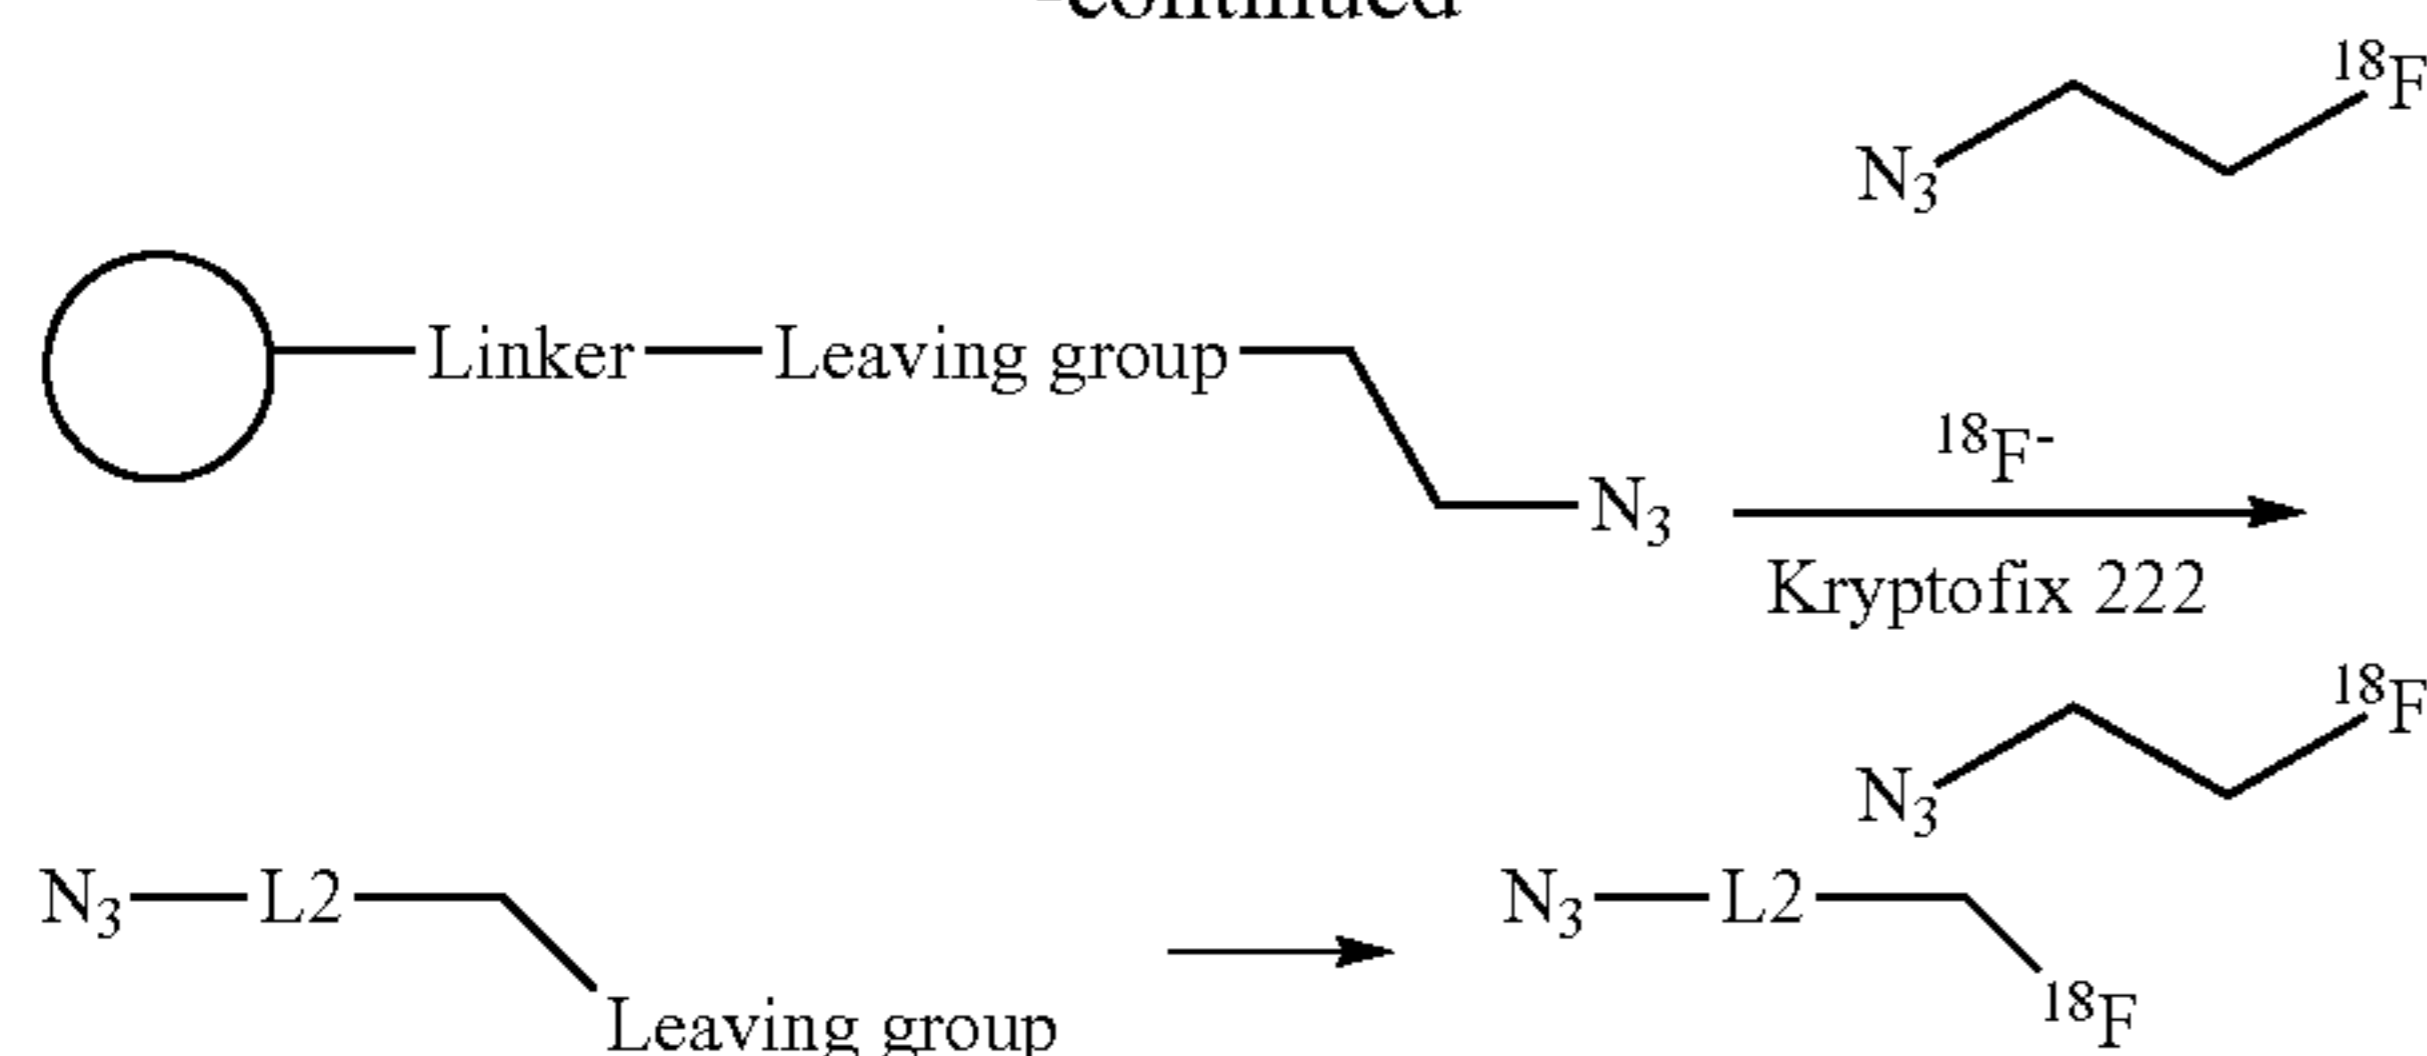 -continued
18F
N3
Linker Leaving group
N3
18F-
Kryptofix 222
18F
N3
N3 L2
Leaving group
N3 L2
18F